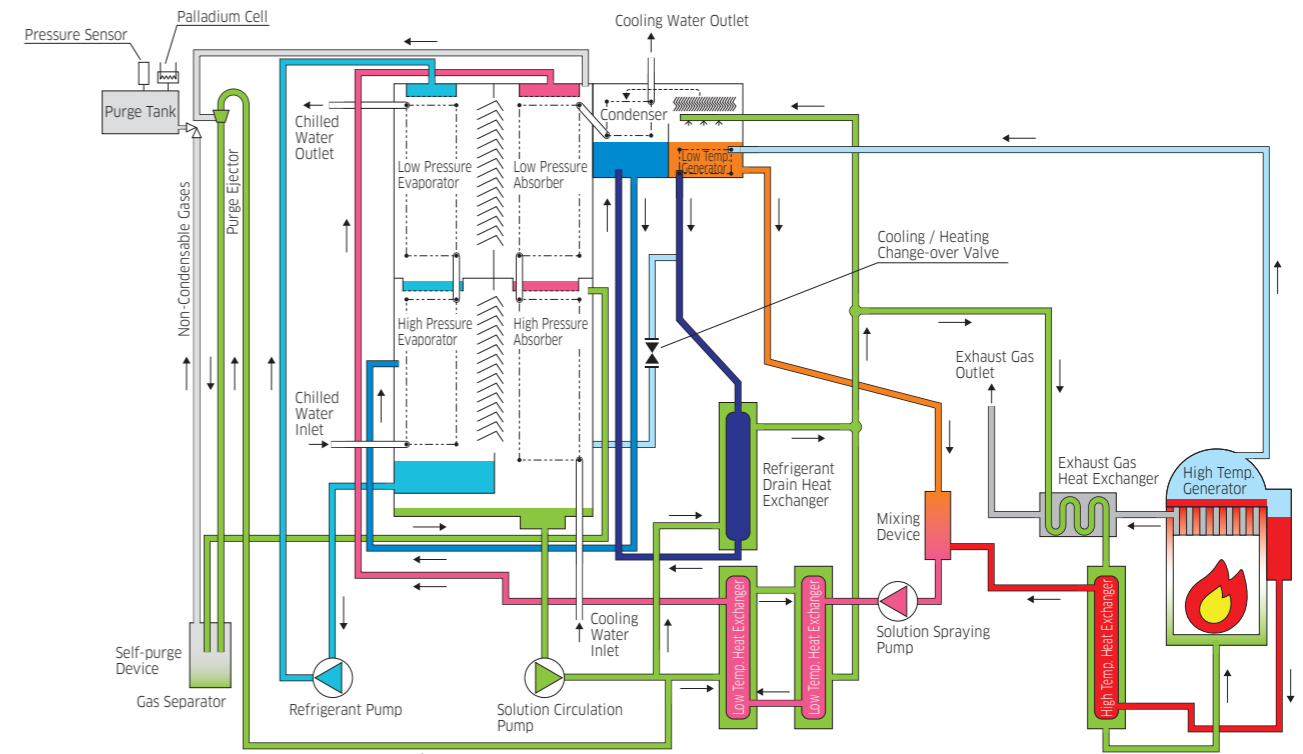 Palladium Cell
Pressure Sensor
Cooling Water Outlet
Purge Tank
Condenser
Chilled
Water
Outlet
Low Pressure
Evaporator
Low Pressure
Absorber
Low Temp.
Generator
Non-Condensable Gases
Purge Ejector
Cooling / Heating
Change-over Valve
High Pressure
Evaporator
High Pressure
Absorber
Exhaust Gas
Outlet
Chilled
Water
Inlet
Refrigerant
Drain Heat
Exchanger
Exhaust Gas
Heat Exchanger
High Temp.
Generator
Mixing
Device
Low Temp. Heat Exchanger
Low Temp. Heat Exchanger
High Temp. Heat Exchanger
Cooling
Water
Inlet
Solution Spraying
Pump
Self-purge
Device
Gas Separator
Refrigerant Pump
Solution Circulation
Pump